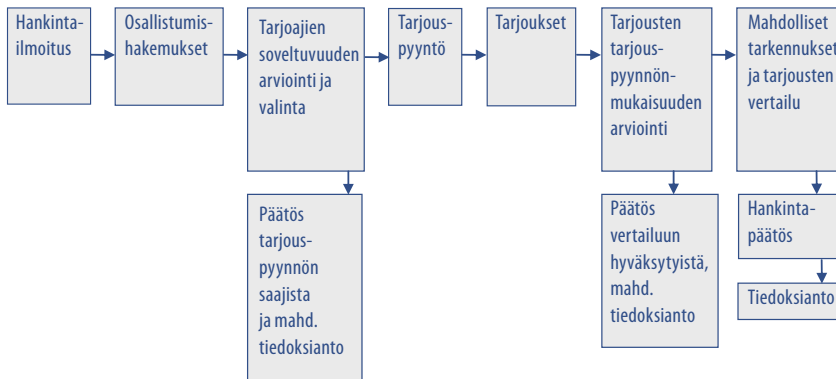 Hankinta-
ilmoitus
Osallistumis-
hakemukset
Tarjoajien
soveltuvuuden
arviointi ja
valinta
Tarjous-
pyyntö
Tarjoukset
Tarjousten
tarjous-
pyynnön-
mukaisuuden
arviointi
Mahdolliset
tarkennukset
ja tarjousten
vertailu
Päätös
tarjous-
pyynnön
saajista
ja mahd.
tiedoksianto
Päätös
vertailuun
hyväksytyistä,
mahd.
tiedoksianto
Hankinta-
päätös
Tiedoksianto